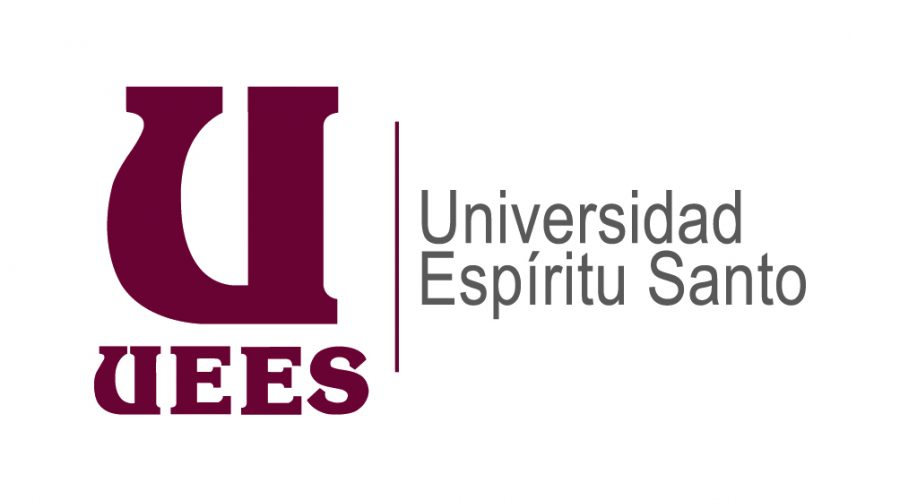 U
UEES
Universidad
Espíritu Santo